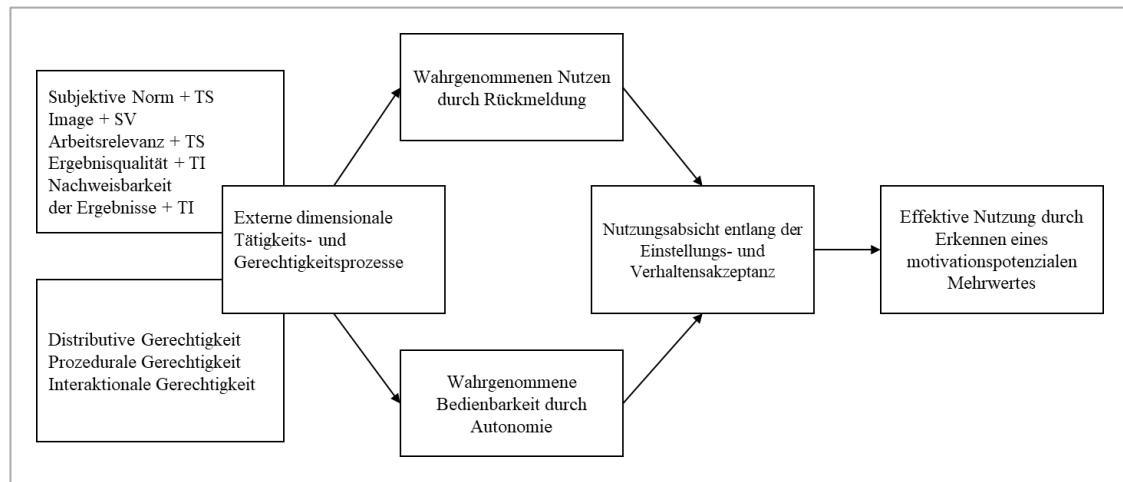 Subjektive Norm + TS
Image + SV
Arbeitsrelevanz + TS
Ergebnisqualität + TI
Nachweisbarkeit
der Ergebnisse + TI
Distributive Gerechtigkeit
Prozedurale Gerechtigkeit
Interaktionale Gerechtigkeit
Externe dimensionale
Tätigkeits- und
Gerechtigkeitsprozesse
Wahrgenommenen Nutzen
durch Rückmeldung
Wahrgenommene
Bedienbarkeit durch
Autonomie
Nutzungsabsicht entlang der
Einstellungs- und
Verhaltensakzeptanz
Effektive Nutzung durch
Erkennen eines
motivationspotenzialen
Mehrwertes